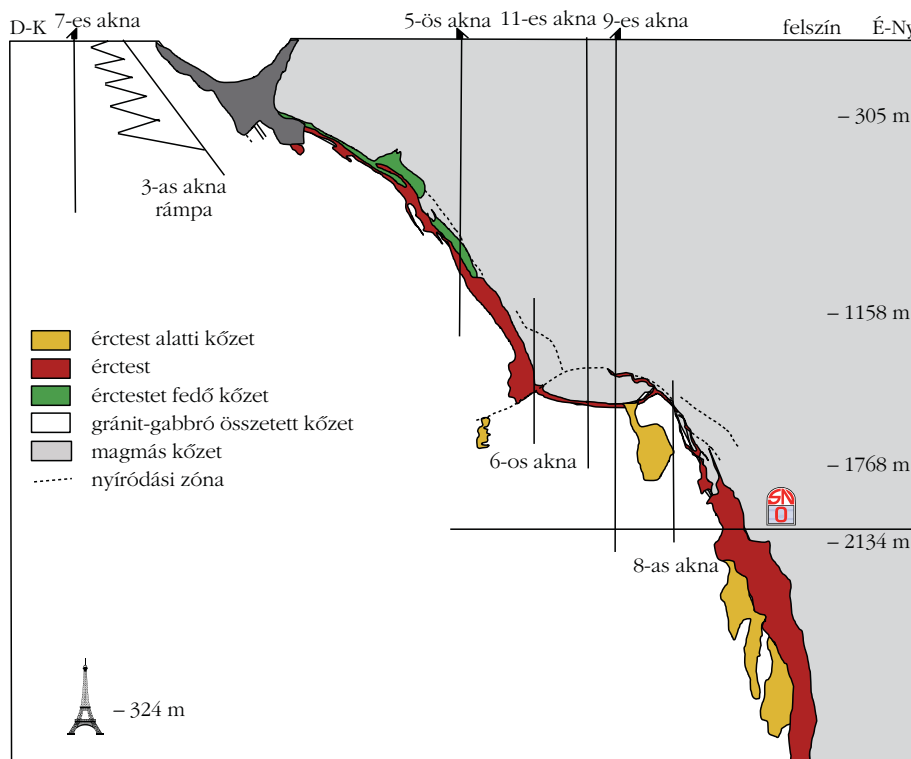 D-K 7-es akna 5-ös akna 11-es akna 9-es akna felszín É-Ny
– 305 m
3-as akna
rámpa
– 1158 m
érctest alatti kőzet
érctest
érctestet fedő kőzet
gránit-gabbró összetett kőzet
magmás kőzet
nyíródási zóna
6-os akna
– 1768 m
SN
O
– 2134 m
8-as akna
– 324 m